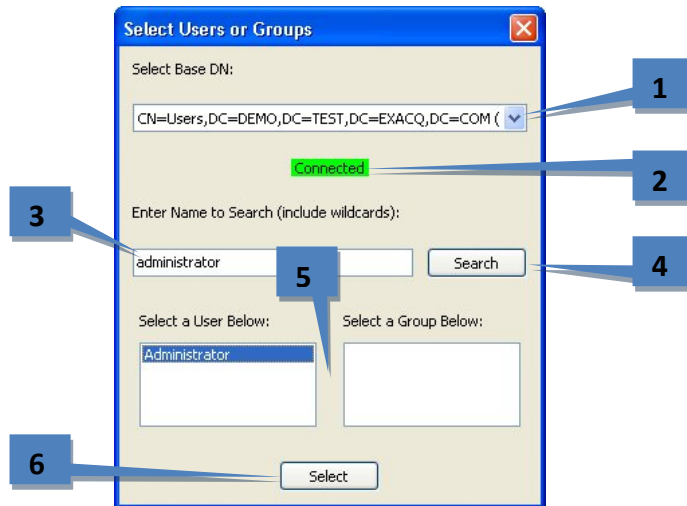 Select Users or Groups
Select Base DN:
1
CN=Users,DC=DEMO,DC=TEST,DC=EXACQ,DC=COM (
Connected
2
3
Enter Name to Search (include wildcards):
administrator
5
Search
4
Select a User Below: Select a Group Below:
Administrator
6
Select